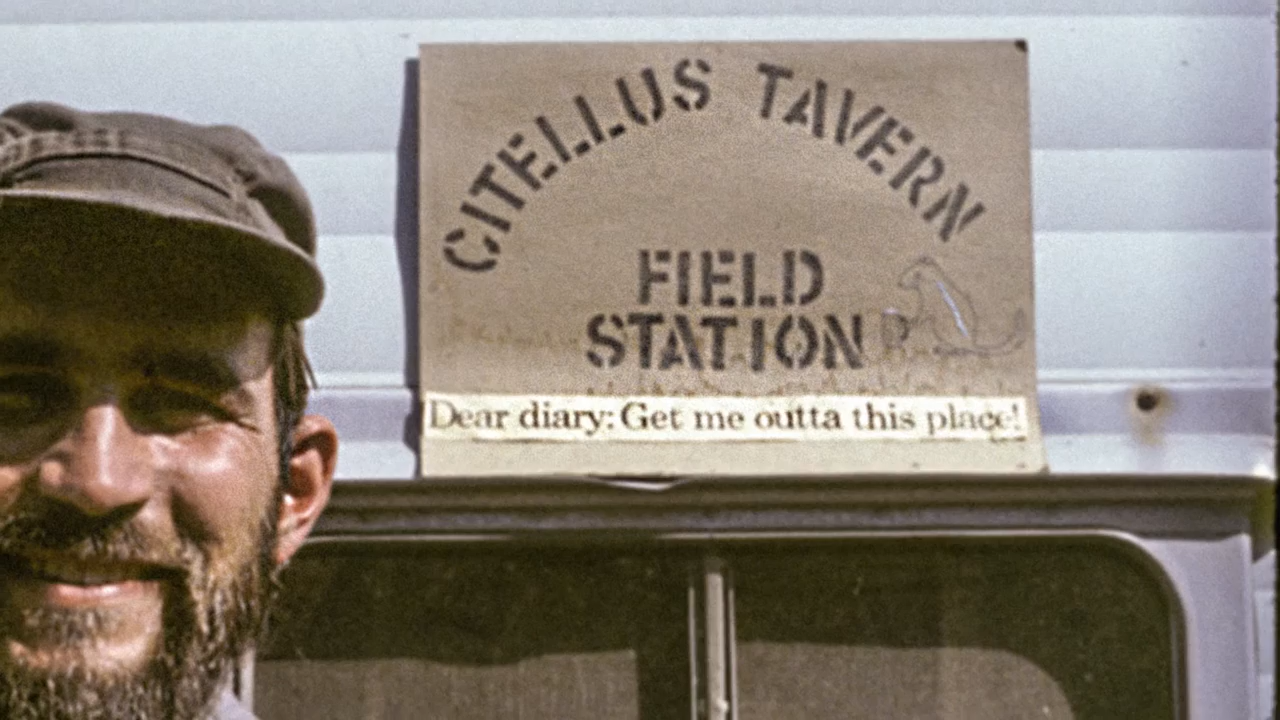 CITELLUS TAVERN
FIELD
STATION
Dear diary: Get me outta this place!